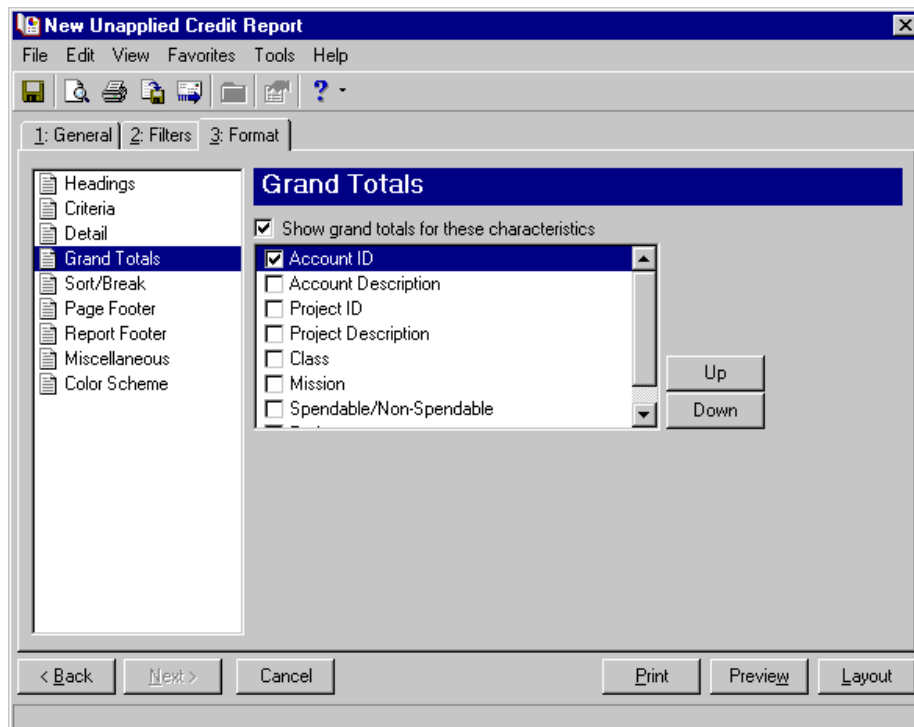 New Unapplied Credit Report
File Edit View Favorites Tools Help
1: General 2: Filters 3: Format
Headings
Criteria
Detail
Grand Totals
Sort/Break
Page Footer
Report Footer
Miscellaneous
Color Scheme
Grand Totals
Show grand totals for these characteristics
Account ID
Account Description
Project ID
Project Description
Class
Mission
Spendable/Non-Spendable
Up
Down
< Back Next > Cancel Print Preview Layout